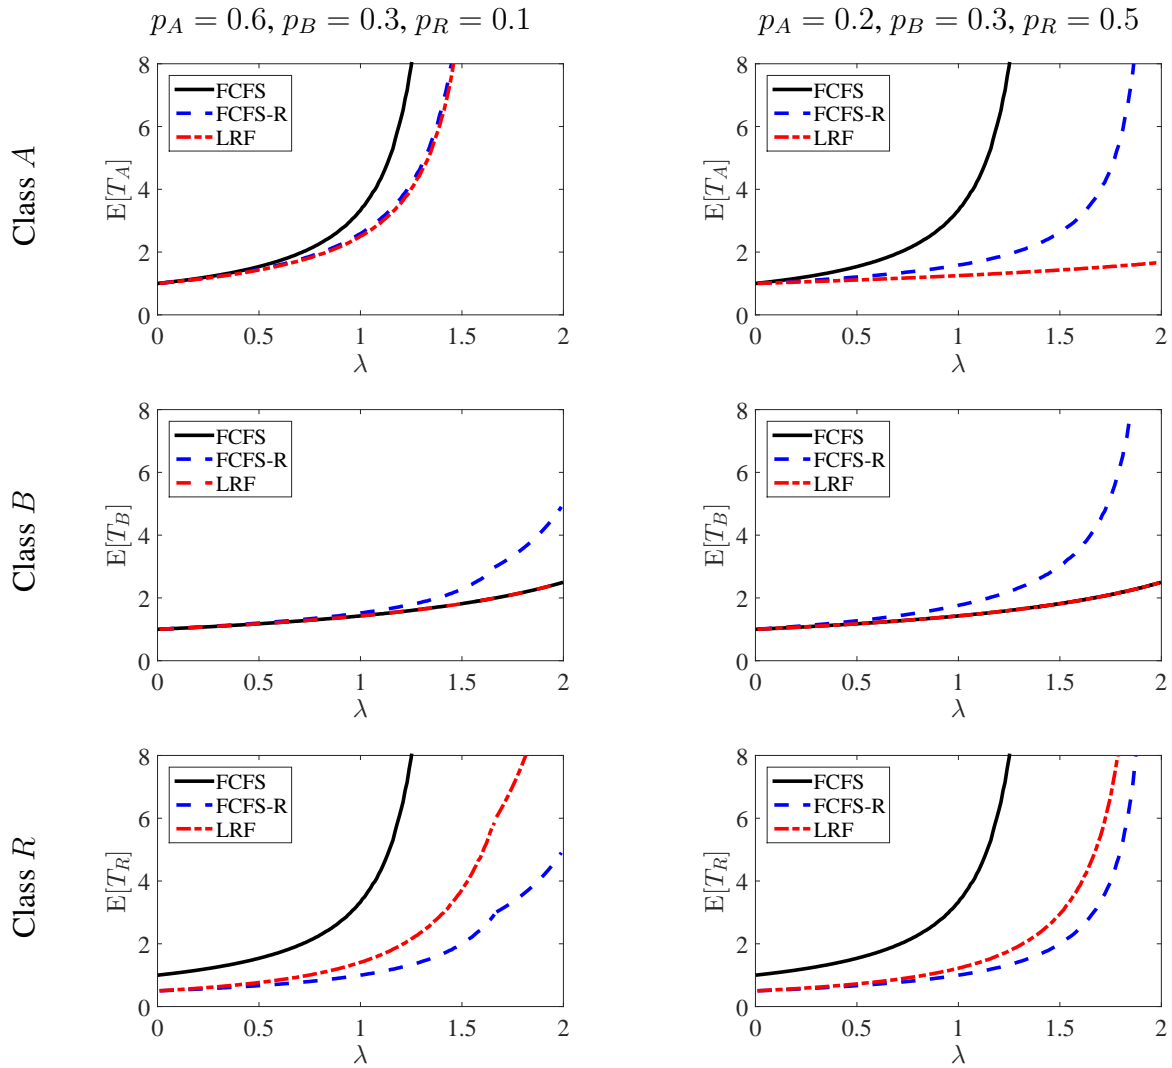 p_A = 0.6, p_B = 0.3, p_R = 0.1
p_A = 0.2, p_B = 0.3, p_R = 0.5
Class A
E[T_A]
8
6
4
2
0
FCFS
FCFS-R
LRF
0 0.5 1 1.5 2
λ
E[T_A]
8
6
4
2
0
FCFS
FCFS-R
LRF
0 0.5 1 1.5 2
λ
Class B
E[T_B]
8
6
4
2
0
FCFS
FCFS-R
LRF
0 0.5 1 1.5 2
λ
E[T_B]
8
6
4
2
0
FCFS
FCFS-R
LRF
0 0.5 1 1.5 2
λ
Class R
E[T_R]
8
6
4
2
0
FCFS
FCFS-R
LRF
0 0.5 1 1.5 2
λ
E[T_R]
8
6
4
2
0
FCFS
FCFS-R
LRF
0 0.5 1 1.5 2
λ